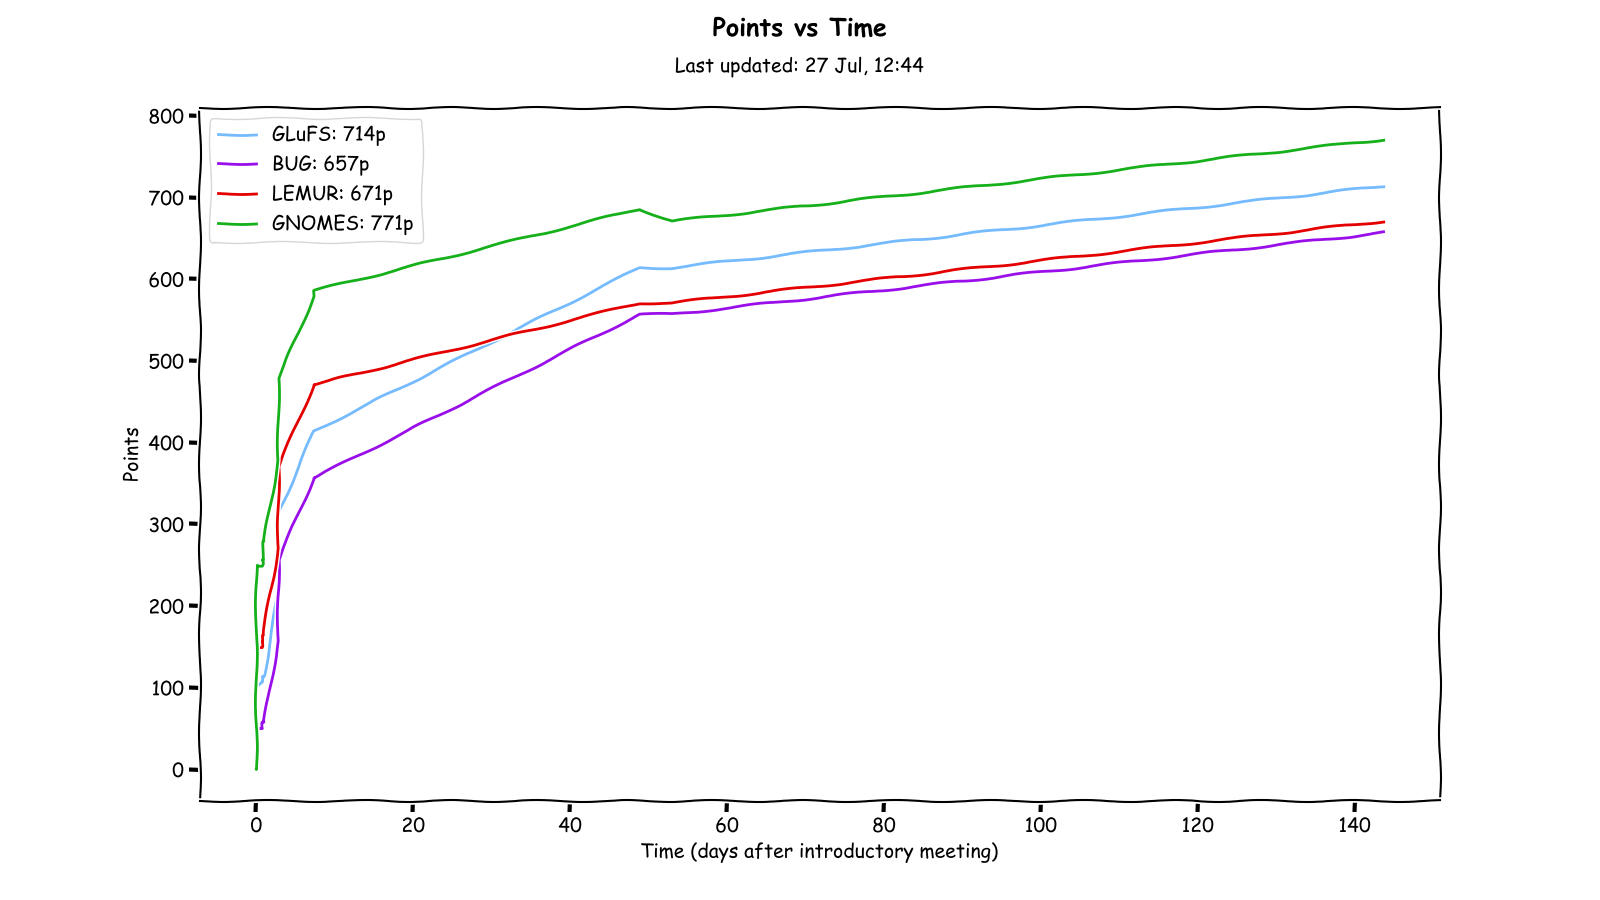 Points vs Time
Last updated: 27 Jul, 12:44
800
700
600
500
400
300
200
100
0
Points
GLuFS: 714p
BUG: 657p
LEMUR: 671p
GNOMES: 771p
0 20 40 60 80 100 120 140
Time (days after introductory meeting)